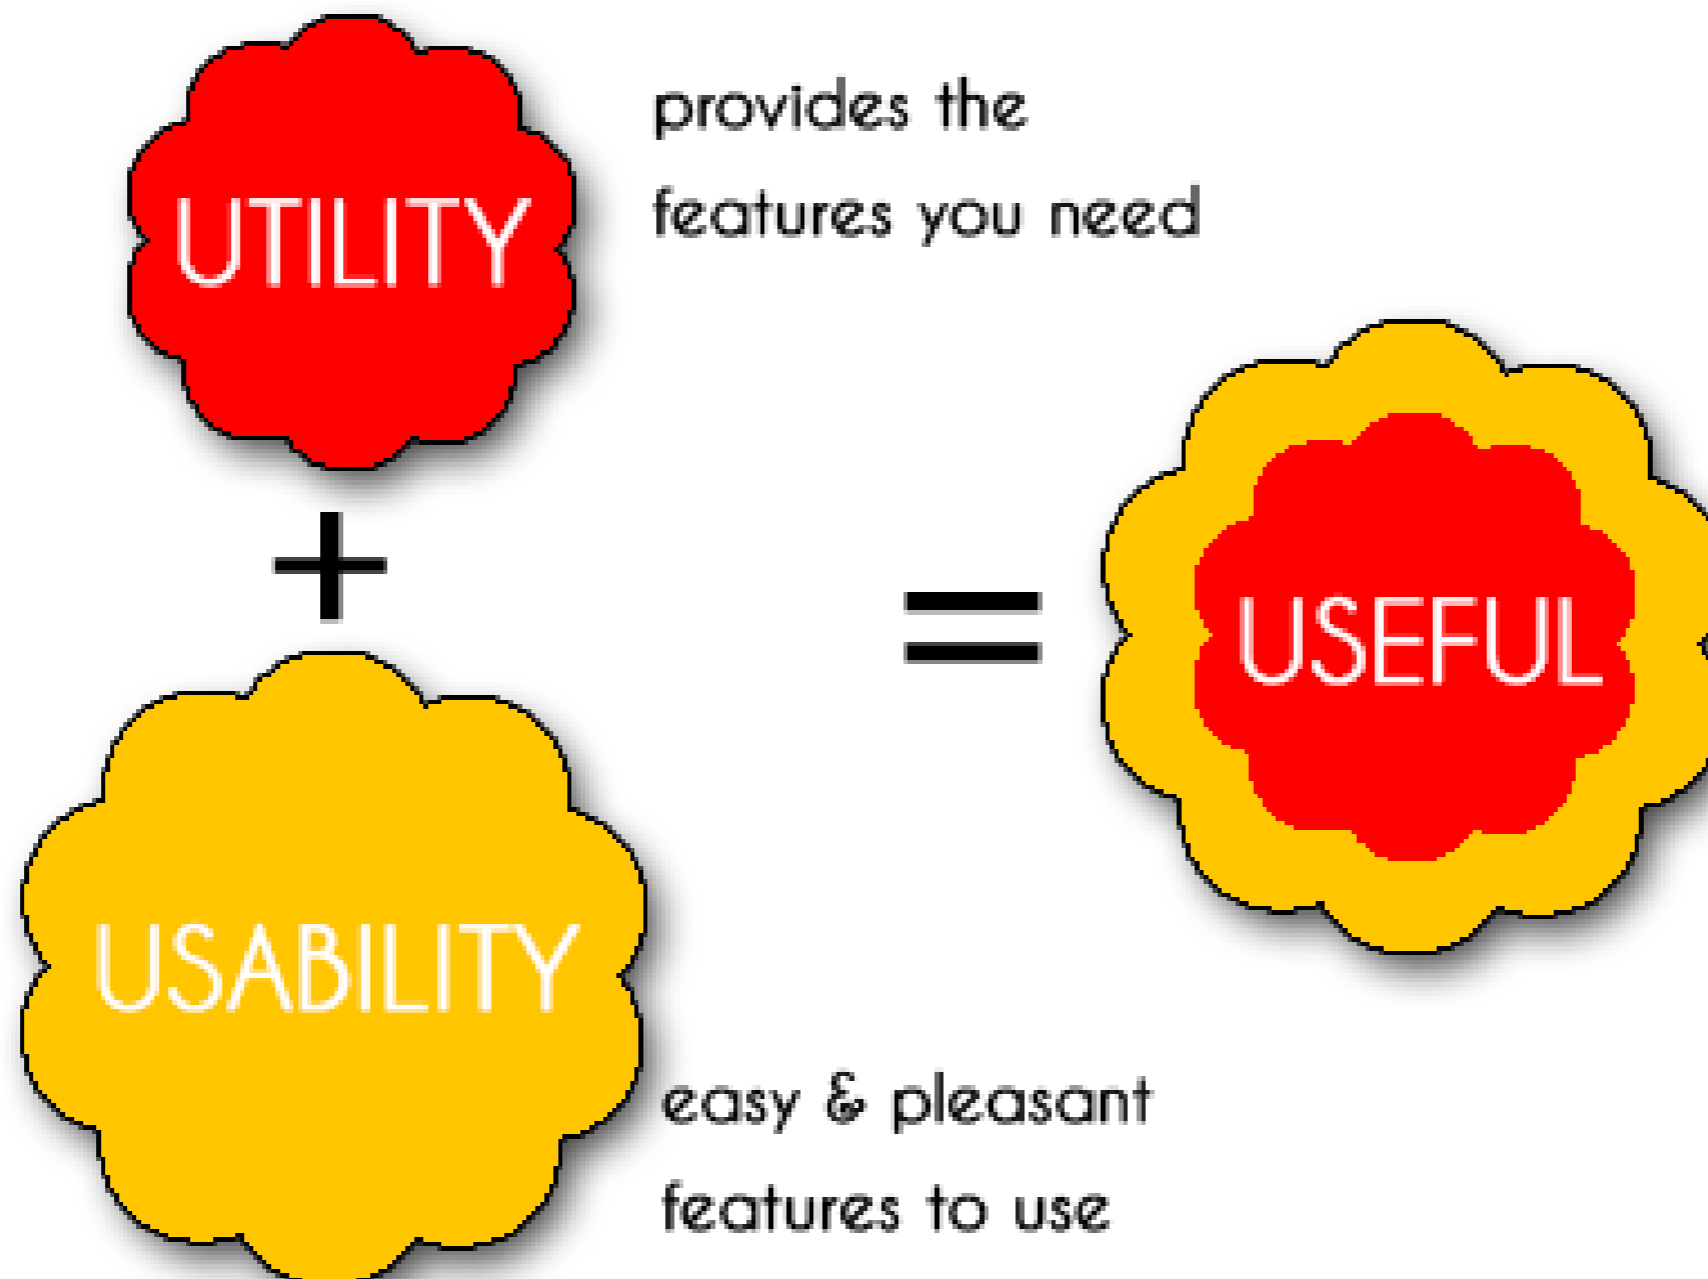 UTILITY
provides the
features you need
+
=
USEFUL
USABILITY
easy & pleasant
features to use